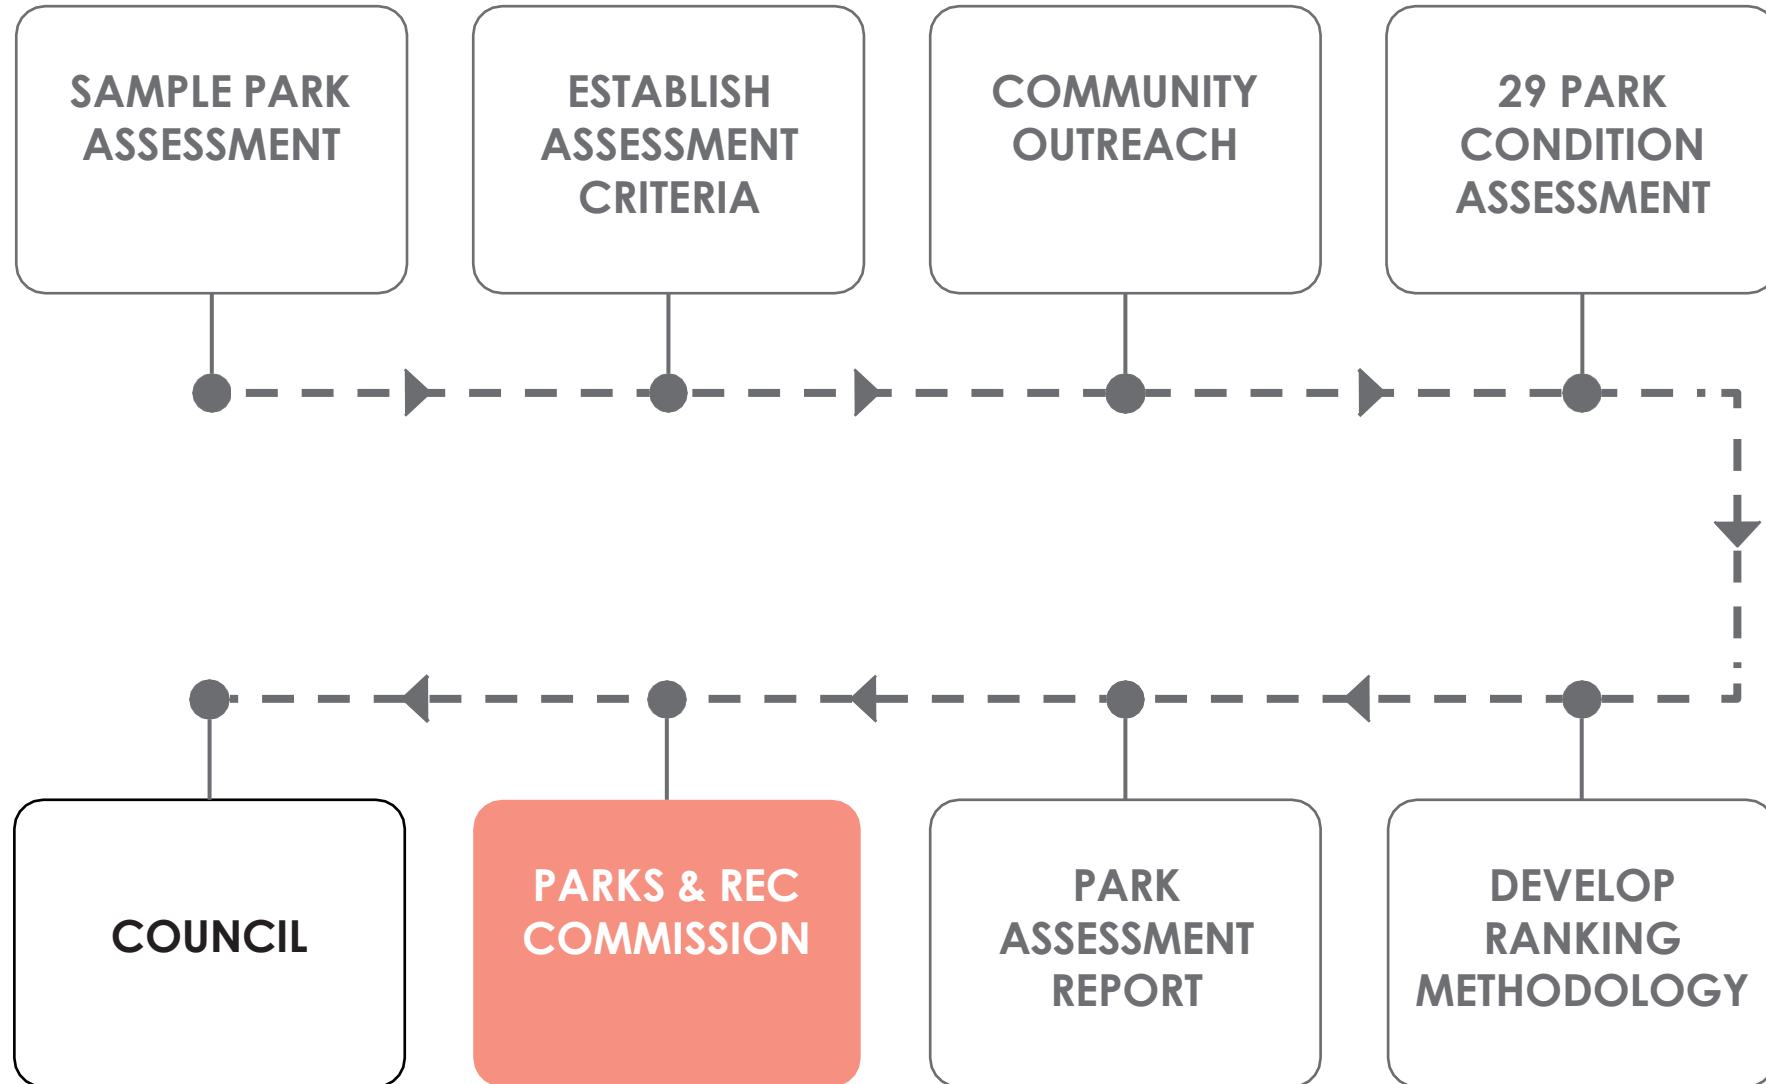 SAMPLE PARK
ASSESSMENT
ESTABLISH
ASSESSMENT
CRITERIA
COMMUNITY
OUTREACH
29 PARK
CONDITION
ASSESSMENT
DEVELOP
RANKING
METHODOLOGY
PARK
ASSESSMENT
REPORT
PARKS & REC
COMMISSION
COUNCIL